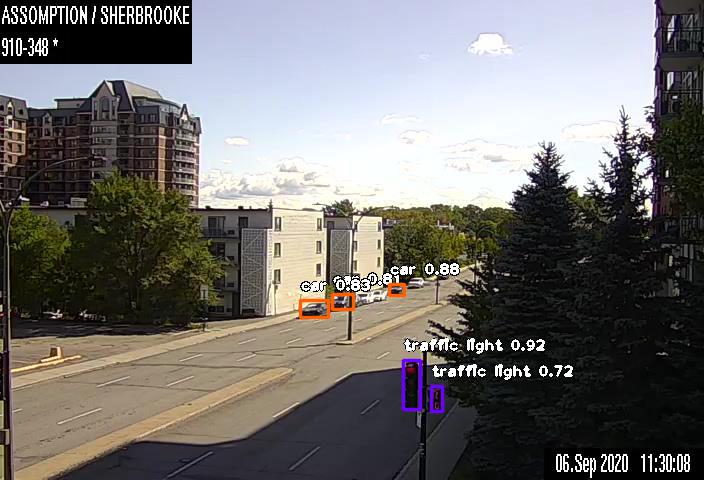 ASSOMPTION / SHERBROOKE
910-348 *
car 0.88
car 0.83
traffic light 0.92
traffic light 0.72
06.Sep 2020 11:30:08